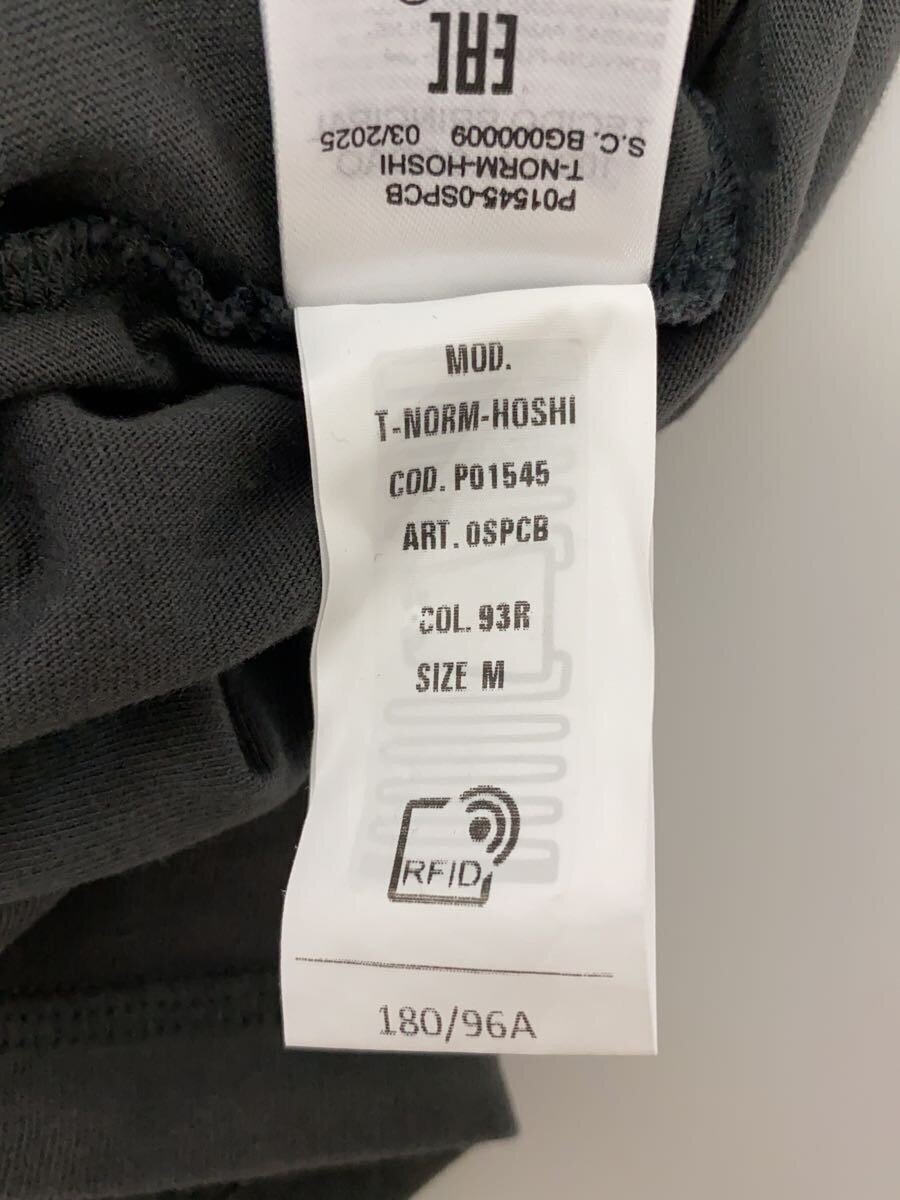 EAC
S.C. BG000009 03/2025
T-NORM-HOSHI
P01545-0SPCB
MOD.
T-NORM-HOSHI
COD. P01545
ART. 0SPCB
COL. 93R
SIZE M
RFID
180/96A